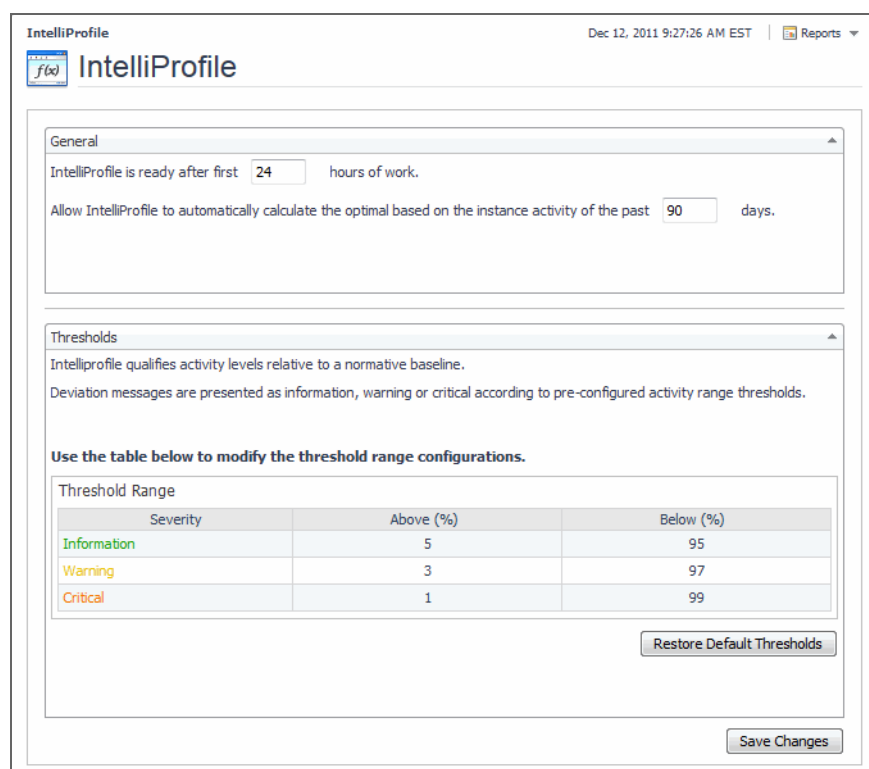 IntelliProfile
Dec 12, 2011 9:27:26 AM EST
Reports
f(x)
IntelliProfile
General
IntelliProfile is ready after first 24 hours of work.
Allow IntelliProfile to automatically calculate the optimal based on the instance activity of the past 90 days.
Thresholds
Intelliprofile qualifies activity levels relative to a normative baseline.
Deviation messages are presented as information, warning or critical according to pre-configured activity range thresholds.
Use the table below to modify the threshold range configurations.
Threshold Range
Severity Above (%) Below (%)
Information 5 95
Warning 3 97
Critical 1 99
Restore Default Thresholds
Save Changes